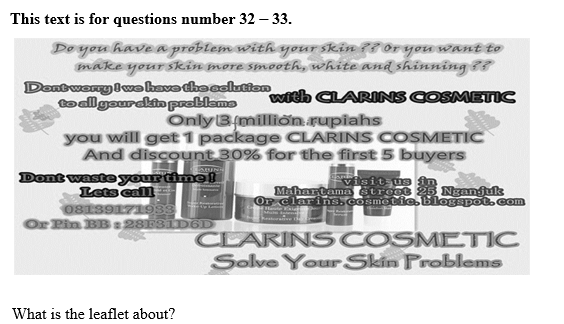 This text is for questions number 32 – 33.
Do you have a problem with your skin ?? Or you want to
make your skin more smooth, white and shinning ??
Dont worry ! we have the solution
to all your skin problems
with CLARINS COSMETIC
Only 3 million rupiahs
you will get 1 package CLARINS COSMETIC
And discount 30% for the first 5 buyers
Dont waste your time !
Lets call
Or Pin BB : 28F31D6D
visit us in
Mahartama street 25 Nganjuk
Or clarins.cosmetic.blogspot.com
CLARINS COSMETIC
Solve Your Skin Problems
What is the leaflet about?